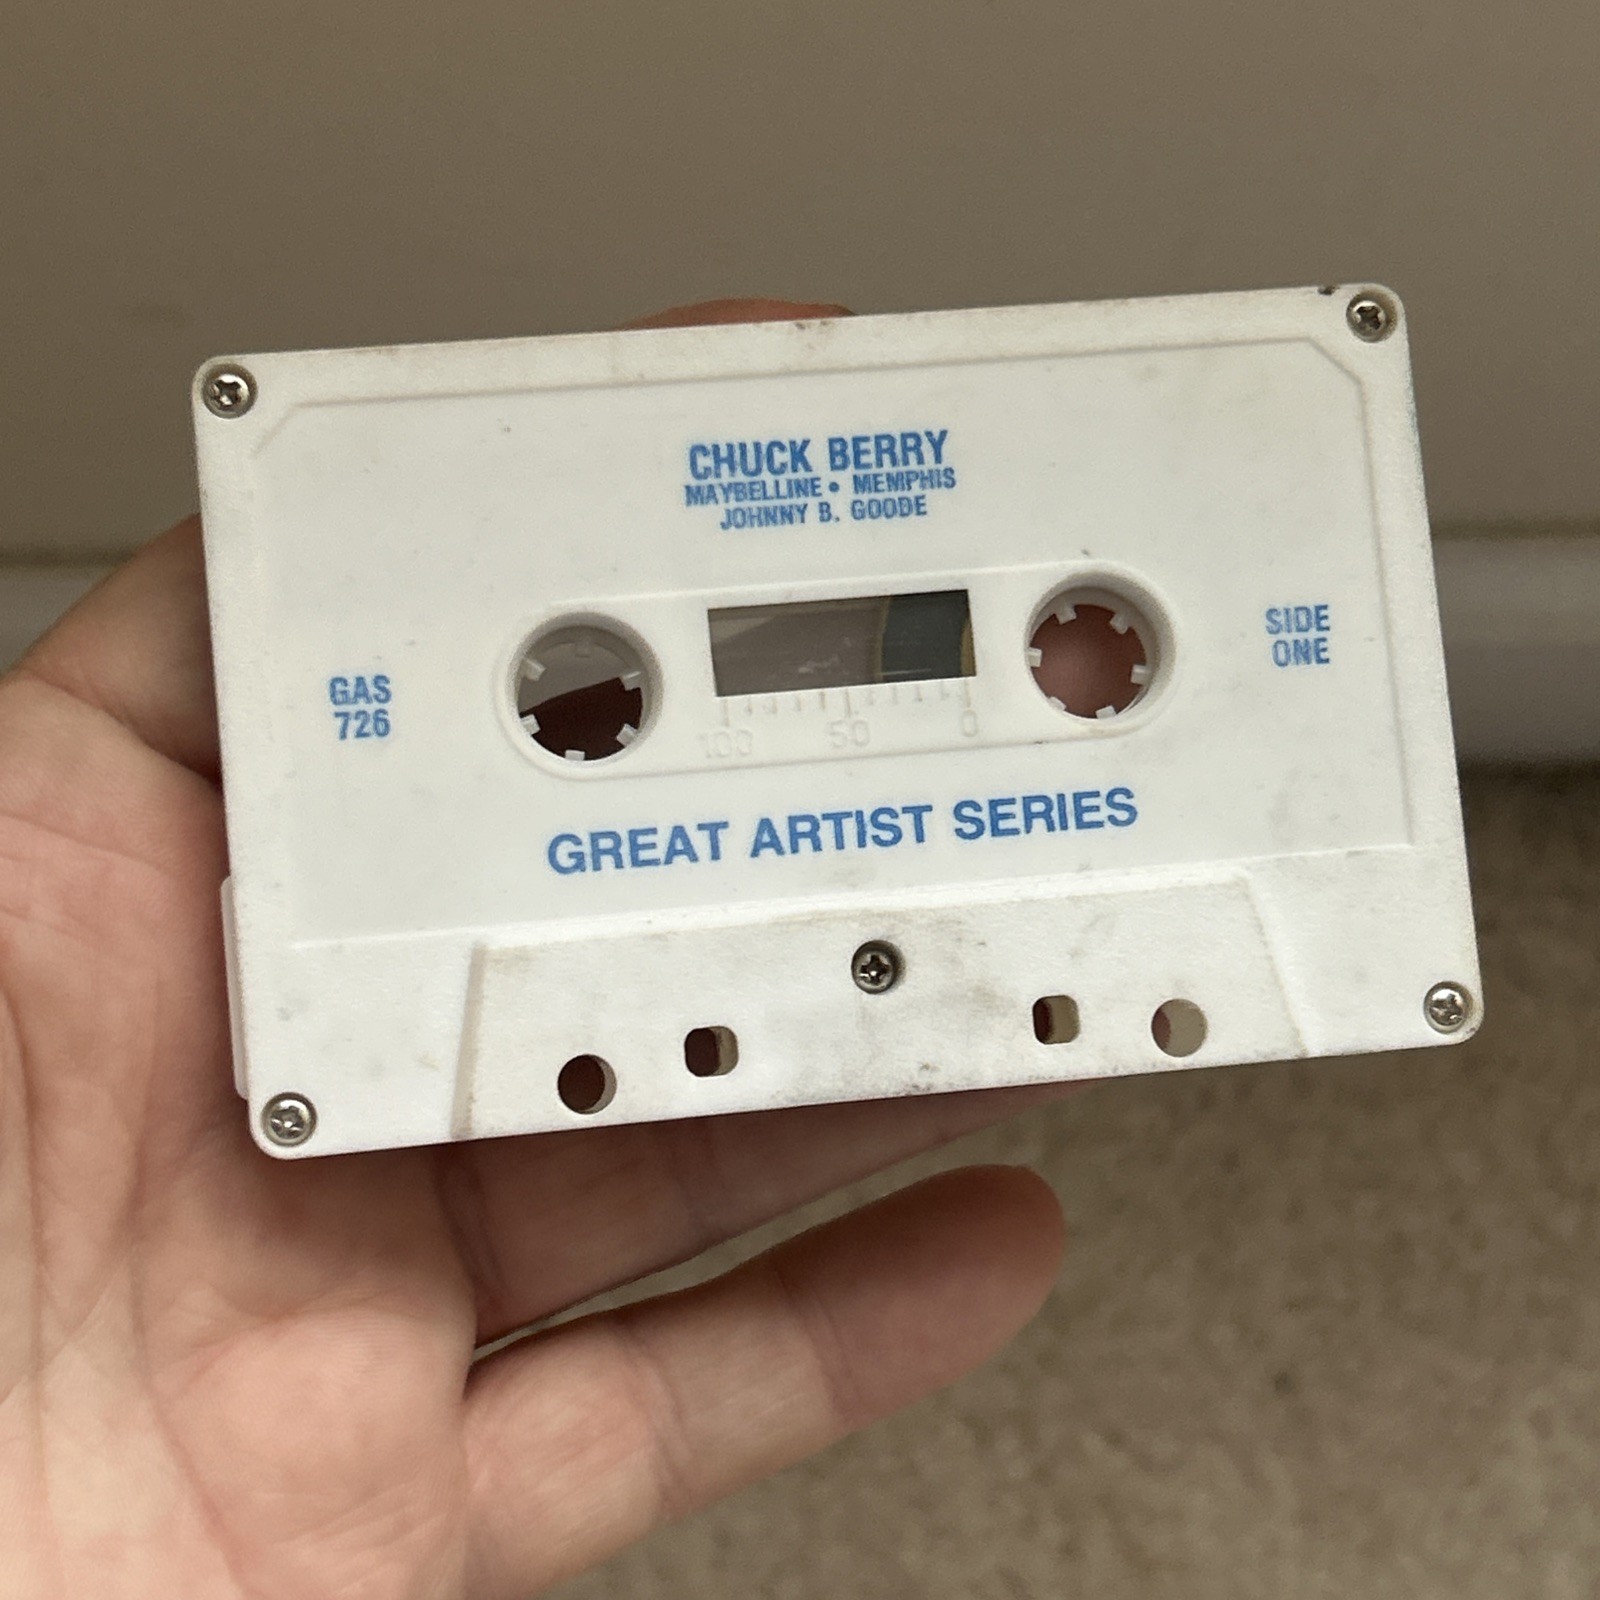 CHUCK BERRY
MAYBELLINE • MEMPHIS
JOHNNY B. GOODE
GAS
726
SIDE
ONE
100 50 0
GREAT ARTIST SERIES